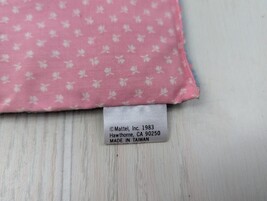 ©Mattel, Inc. 1983
Hawthorne, CA 90250
MADE IN TAIWAN